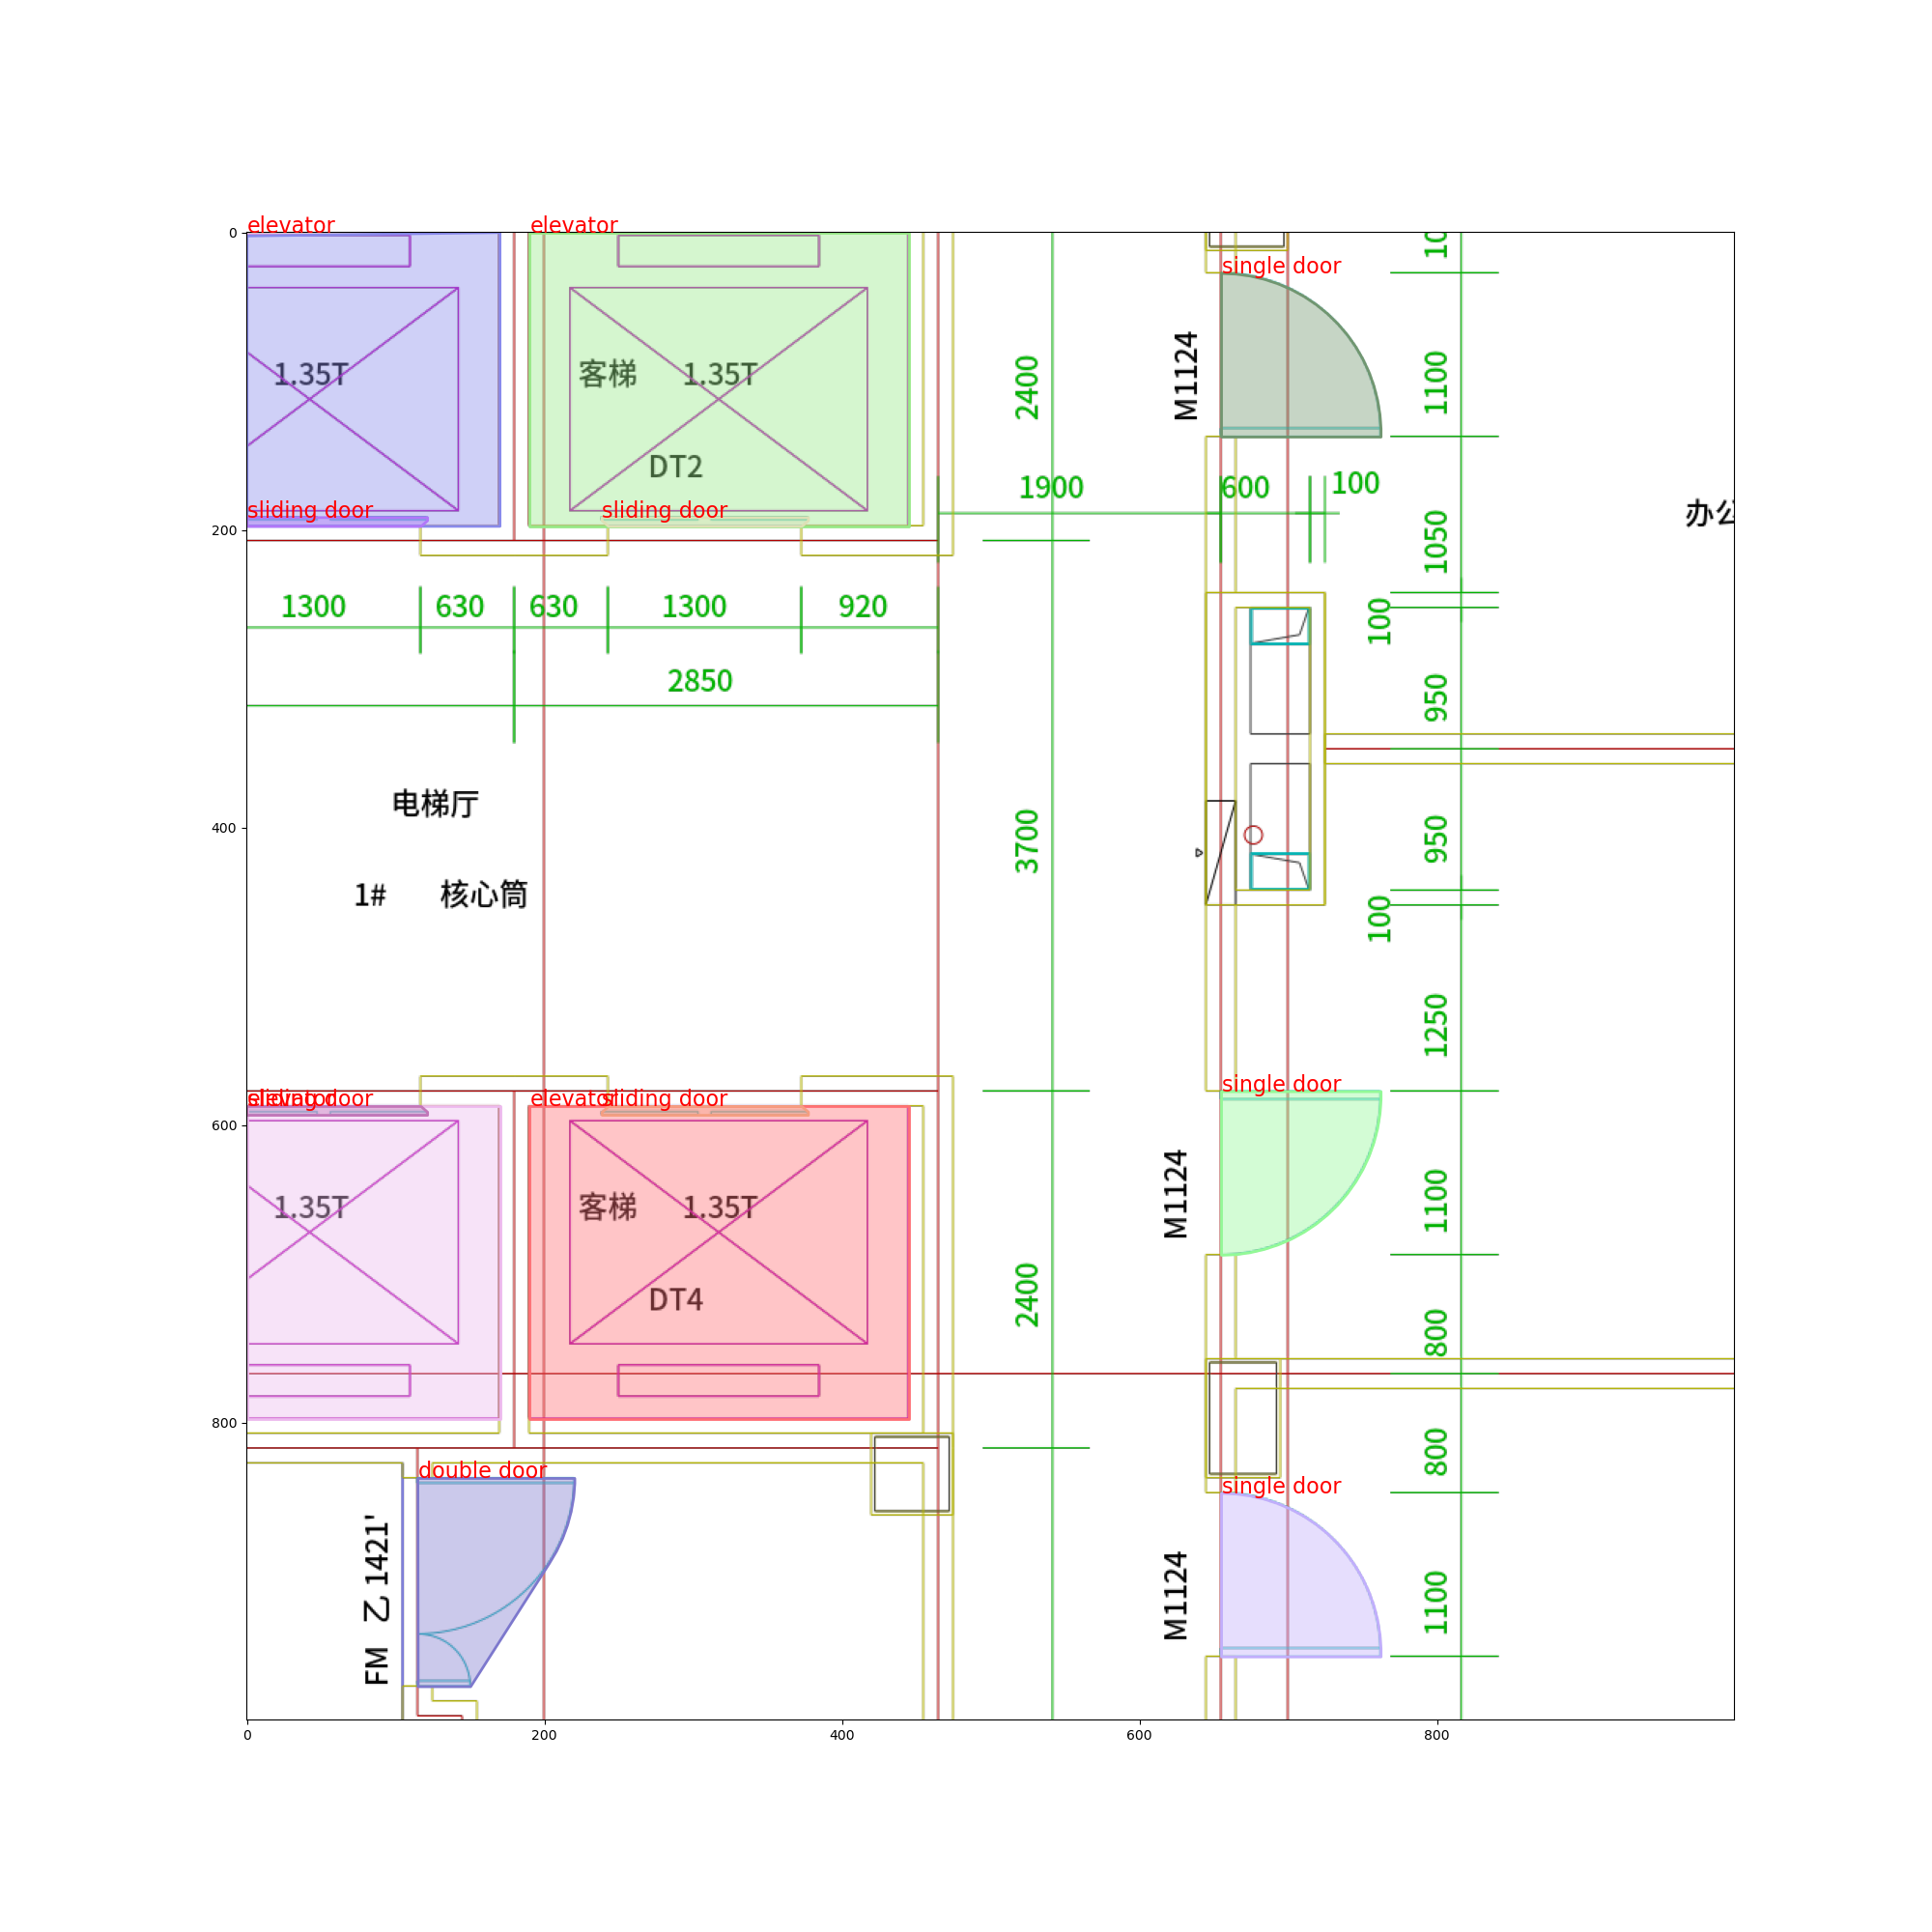 elevator
elevator
0
10
single door
1.35T
客梯 1.35T
DT2
2400
M1124
1100
sliding door
sliding door
1900
600
100
办公
200
1050
1300
630
630
1300
920
100
2850
950
电梯厅
400
3700
950
1# 核心筒
100
1250
sliding door
elevator
sliding door
single door
600
1.35T
客梯 1.35T
DT4
2400
M1124
1100
800
800
800
double door
single door
FM 乙 1421'
M1124
1100
0
200
400
600
800